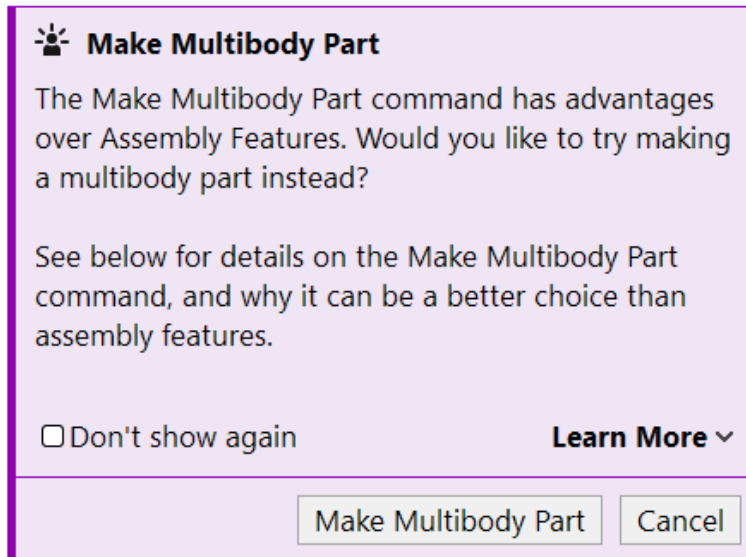 Make Multibody Part
The Make Multibody Part command has advantages
over Assembly Features. Would you like to try making
a multibody part instead?
See below for details on the Make Multibody Part
command, and why it can be a better choice than
assembly features.
Don't show again
Learn More
Make Multibody Part
Cancel